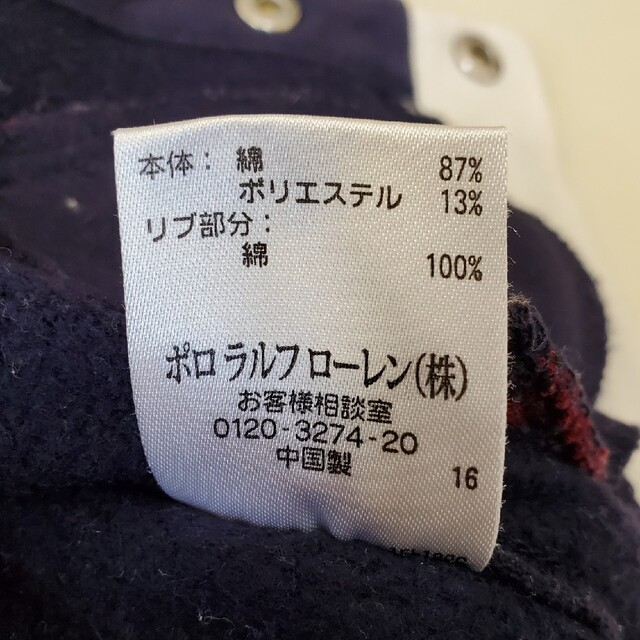 本体： 綿 87%
ポリエステル 13%
リブ部分：
綿 100%
ポロ ラルフ ローレン(株)
お客様相談室
0120-3274-20
中国製
16